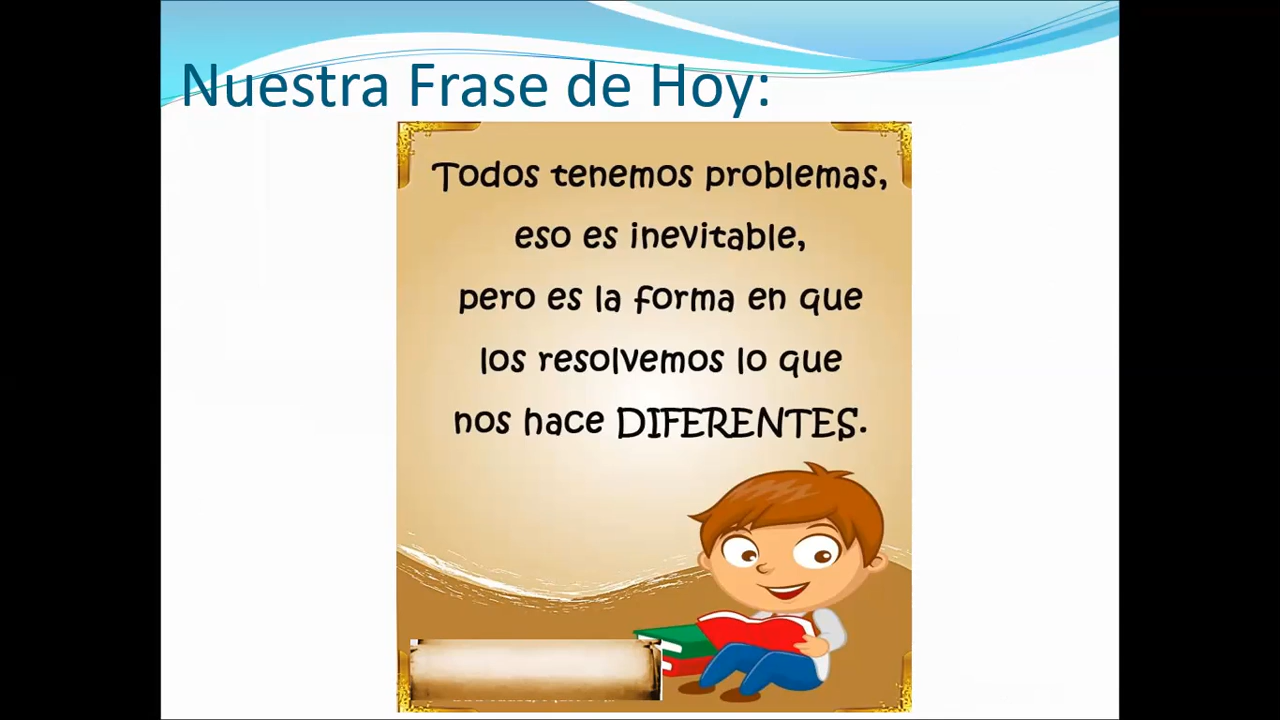 Nuestra Frase de Hoy:
Todos tenemos problemas,
eso es inevitable,
pero es la forma en que
los resolvemos lo que
nos hace DIFERENTES.